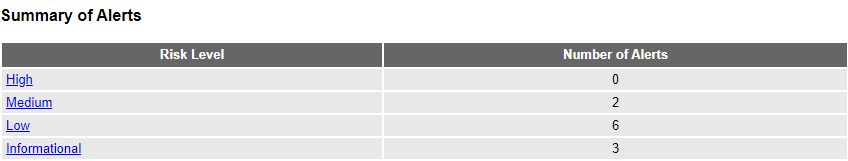 Summary of Alerts
Risk Level Number of Alerts
High 0
Medium 2
Low 6
Informational 3